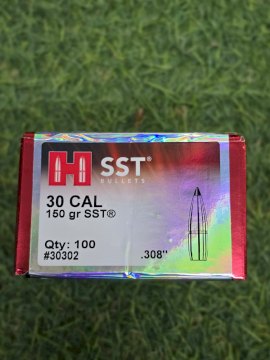 H SST®
BULLETS
30 CAL
150 gr SST®
Qty: 100
#30302
.308"